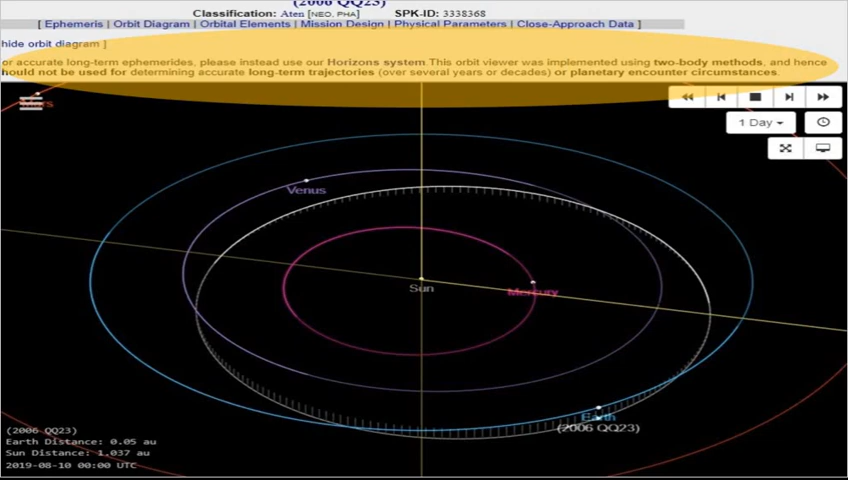 (2006 QQ23)
Classification: Aten [NEO, PHA] SPK-ID: 3338368
[ Ephemeris | Orbit Diagram | Orbital Elements | Mission Design | Physical Parameters | Close-Approach Data ]
hide orbit diagram ]
or accurate long-term ephemerides, please instead use our Horizons system.This orbit viewer was implemented using two-body methods, and hence
hould not be used for determining accurate long-term trajectories (over several years or decades) or planetary encounter circumstances.
Mars
1 Day
Venus
Sun
Mercury
Earth
(2006 QQ23)
(2006 QQ23)
Earth Distance: 0.05 au
Sun Distance: 1.037 au
2019-08-10 00:00 UTC